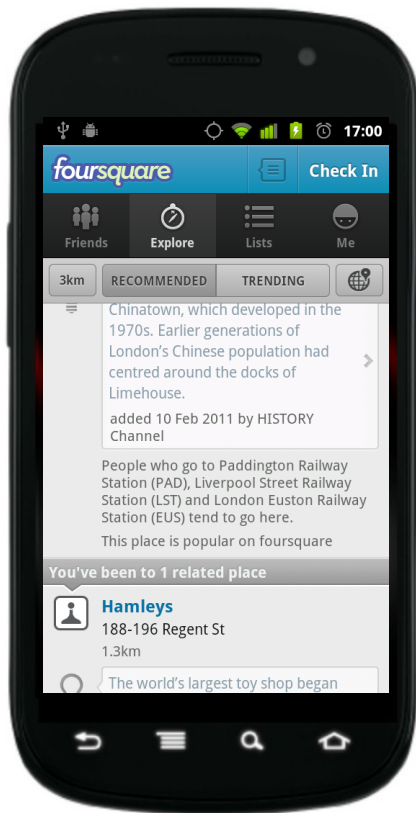 17:00
foursquare
Check In
Friends
Explore
Lists
Me
3km
RECOMMENDED
TRENDING
Chinatown, which developed in the
1970s. Earlier generations of
London's Chinese population had
centred around the docks of
Limehouse.
added 10 Feb 2011 by HISTORY
Channel
People who go to Paddington Railway
Station (PAD), Liverpool Street Railway
Station (LST) and London Euston Railway
Station (EUS) tend to go here.
This place is popular on foursquare
You've been to 1 related place
Hamleys
188-196 Regent St
1.3km
The world's largest toy shop began